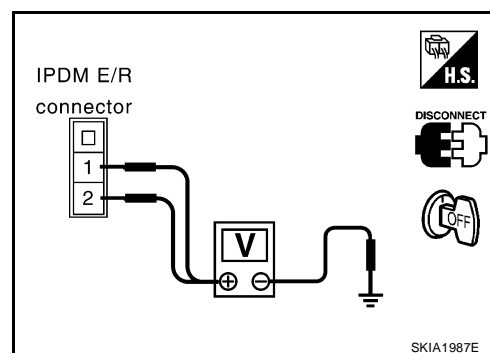 IPDM E/R
connector
1
2
V
+ −
H.S.
DISCONNECT
OFF
SKIA1987E